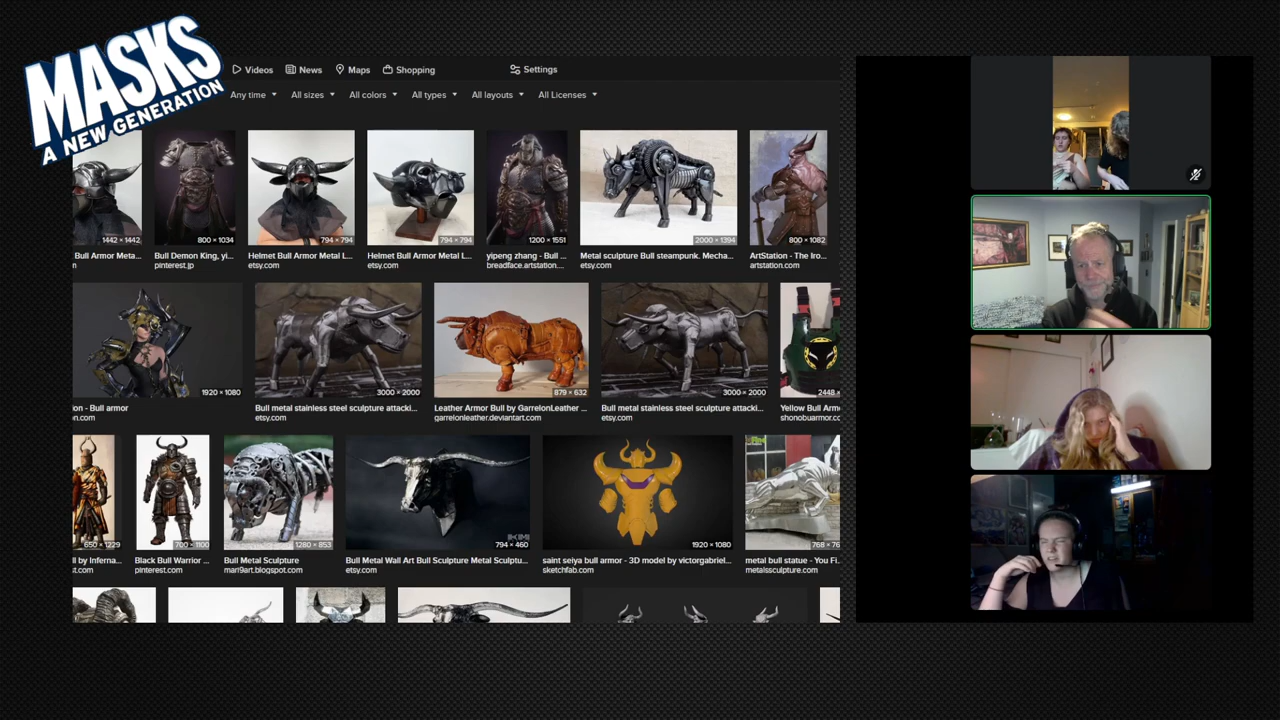 MASKS
A NEW GENERATION
Videos News Maps Shopping Settings
Any time All sizes All colors All types All layouts All Licenses
1442 × 1442 800 × 1034 794 × 794 794 × 794 1200 × 1551 2000 × 1394 800 × 1082
Bull Armor Meta... Bull Demon King, yi... Helmet Bull Armor Metal L... Helmet Bull Armor Metal L... yipeng zhang - Bull ... Metal sculpture Bull steampunk. Mecha... ArtStation - The Iro...
m pinterest.jp etsy.com etsy.com breadface.artstation.... etsy.com artstation.com
1920 × 1080 3000 × 2000 879 × 632 3000 × 2000 2448 ×
ion - Bull armor Bull metal stainless steel sculpture attacki... Leather Armor Bull by GarrelonLeather ... Bull metal stainless steel sculpture attacki... Yellow Bull Armo
on.com etsy.com garrelonleather.deviantart.com etsy.com shonobuarmor.co
650 × 1229 700 × 1100 1280 × 853 794 × 460 1920 × 1080 768 × 76
ll by Inferna... Black Bull Warrior ... Bull Metal Sculpture Bull Metal Wall Art Bull Sculpture Metal Sculptu... saint seiya bull armor - 3D model by victorgabriel... metal bull statue - You Fi...
st.com pinterest.com mari9art.blogspot.com etsy.com sketchfab.com metalssculpture.com